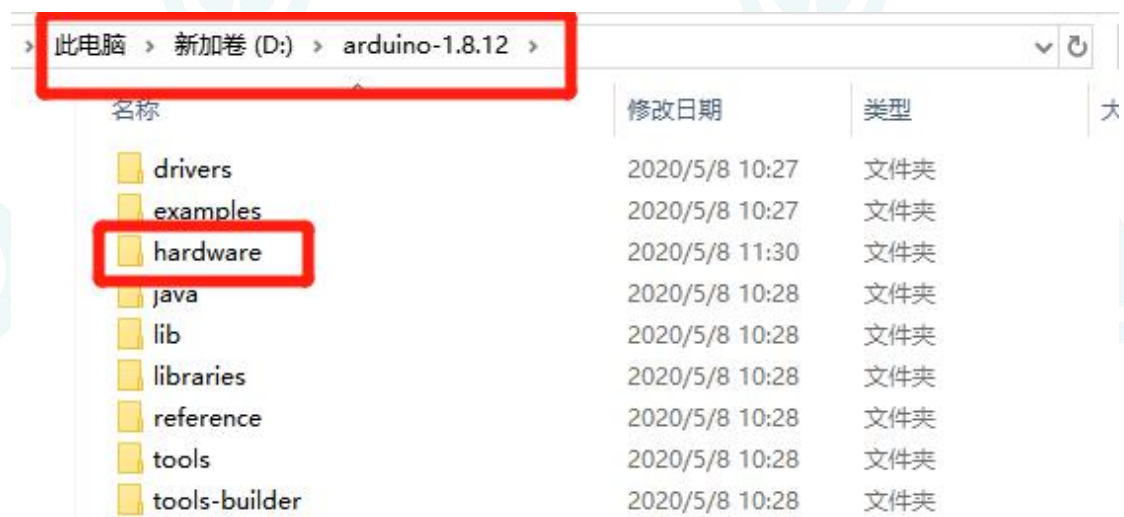 > 此电脑 > 新加卷 (D:) > arduino-1.8.12 >
名称 修改日期 类型 大
drivers 2020/5/8 10:27 文件夹
examples 2020/5/8 10:27 文件夹
hardware 2020/5/8 11:30 文件夹
java 2020/5/8 10:28 文件夹
lib 2020/5/8 10:28 文件夹
libraries 2020/5/8 10:28 文件夹
reference 2020/5/8 10:28 文件夹
tools 2020/5/8 10:28 文件夹
tools-builder 2020/5/8 10:28 文件夹